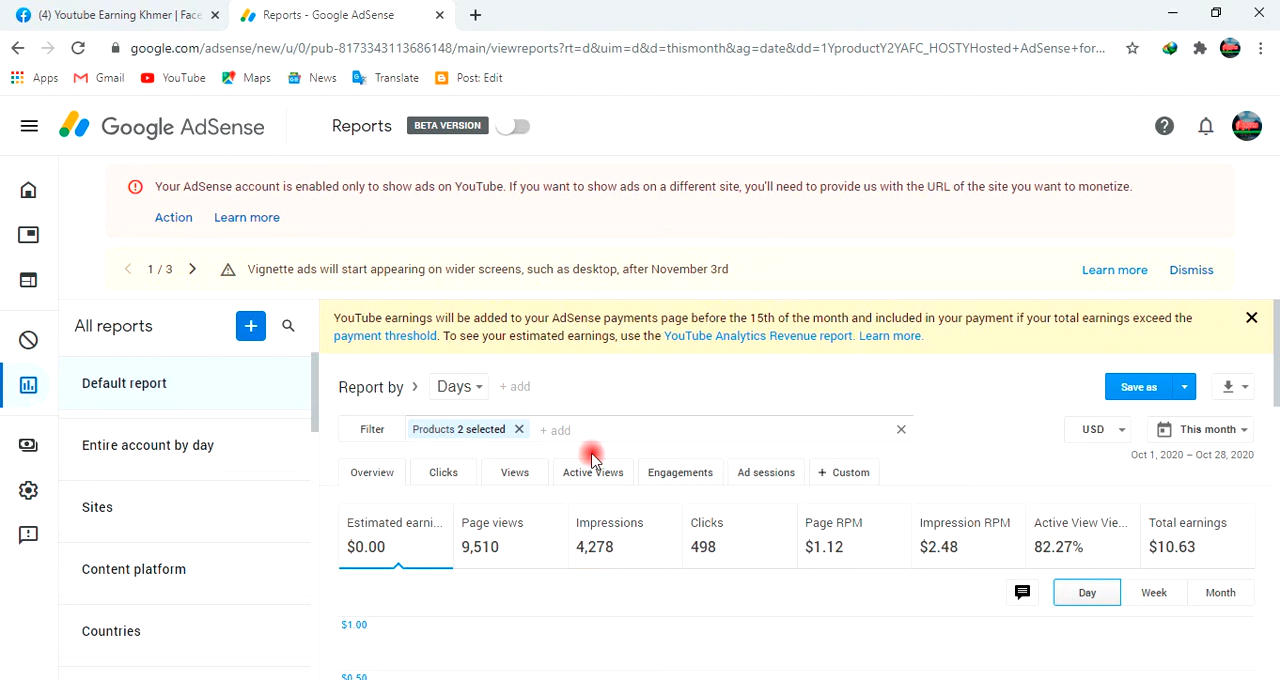 (4) Youtube Earning Khmer | Face
Reports - Google AdSense
google.com/adsense/new/u/0/pub-8173343113686148/main/viewreports?rt=d&uim=d&d=thismonth&ag=date&dd=1YproductY2YAFC_HOSTYHosted+AdSense+for...
Apps Gmail YouTube Maps News Translate Post: Edit
Google AdSense Reports BETA VERSION
Your AdSense account is enabled only to show ads on YouTube. If you want to show ads on a different site, you'll need to provide us with the URL of the site you want to monetize.
Action Learn more
1 / 3 Vignette ads will start appearing on wider screens, such as desktop, after November 3rd Learn more Dismiss
All reports
Default report
Entire account by day
Sites
Content platform
Countries
YouTube earnings will be added to your AdSense payments page before the 15th of the month and included in your payment if your total earnings exceed the
payment threshold. To see your estimated earnings, use the YouTube Analytics Revenue report. Learn more.
Report by Days + add Save as
Filter Products 2 selected + add USD This month
Oct 1, 2020 – Oct 28, 2020
Overview Clicks Views Active Views Engagements Ad sessions + Custom
Estimated earni... Page views Impressions Clicks Page RPM Impression RPM Active View Vie... Total earnings
$0.00 9,510 4,278 498 $1.12 $2.48 82.27% $10.63
Day Week Month
$1.00
$0.50